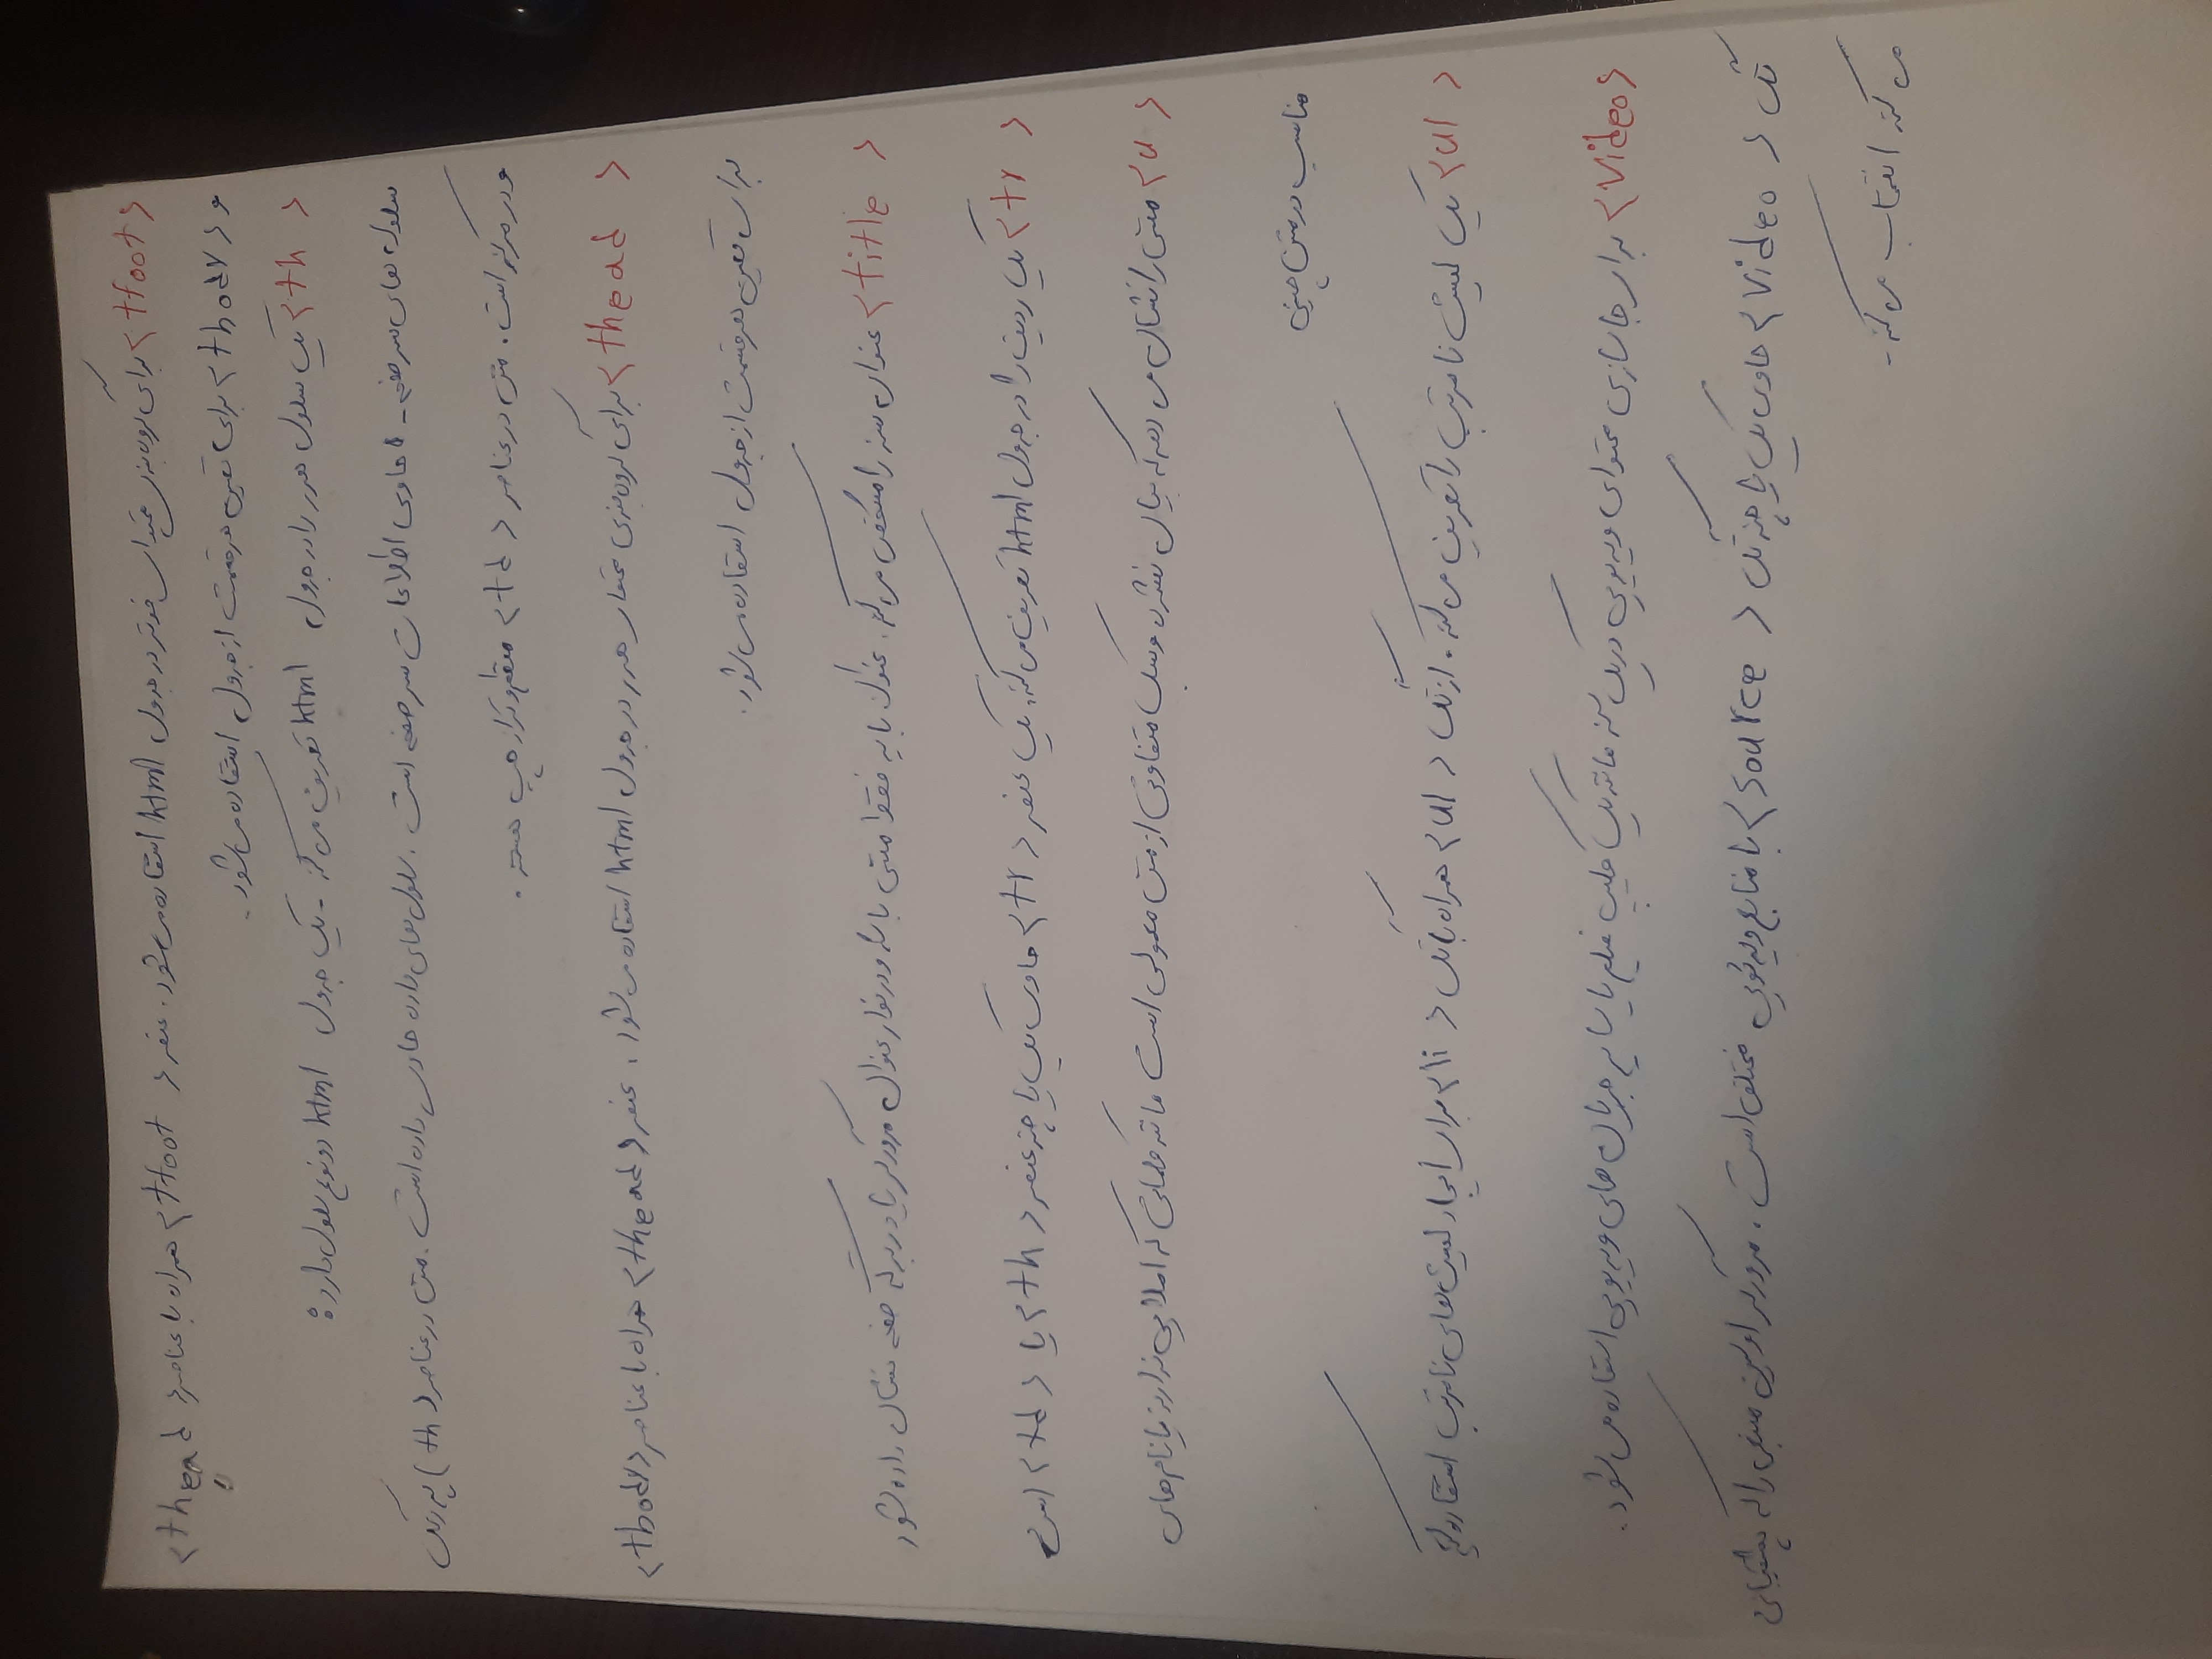 <tfoot> برای گروه بندی محتوای فوتر در جدول html استفاده می شود. عنصر <tfoot> همراه با عناصر <thead>
و <tbody> برای تعیین هر قسمت از جدول استفاده می شود.
<th> یک سلول هدر را در جدول html تعریف می کند - یک جدول html دو نوع سلول دارد:
سلول های سر صفحه - حاوی اطلاعات سر صفحه است. سلول های داده حاوی داده است. متن در عناصر <th> پر رنگ
و در مرکز است. متن در عناصر <td> منظم و تراز چپ هستند.
<thead> برای گروه بندی محتوای هدر در جدول html استفاده می شود. عنصر <thead> همراه با عناصر <tbody>
برای تعیین هر قسمت از جدول استفاده می شود.
<title> عنوان سند را مشخص می کند. عنوان باید فقط متنی باشد و در نوار عنوان مرورگر یا در برگه صفحه نشان داده شود
<tr> یک ردیف را در جدول html تعریف می کند. یک عنصر <tr> حاوی یک یا چند عنصر <th> یا <td> است
<u> متنی را نشان می دهد که بیان نشده و سبک متفاوتی از متن معمولی است مانند کلماتی که املایی ندارند یا نام های
مناسب در متن چینی
<ul> یک لیست نامرتب را تعریف می کند. از تگ <ul> همراه با تگ <li> برای ایجاد لیست های نامرتب استفاده کنید
<video> برای جاسازی محتوای ویدیویی در یک سند مانند یک کلیپ فیلم یا سایر جریان های ویدیویی استفاده می شود.
تگ <video> حاوی یک یا چند تگ <source> با منابع ویدئویی مختلف است. مرورگر اولین منبعی را که پشتیبانی
می کند انتخاب می کند-